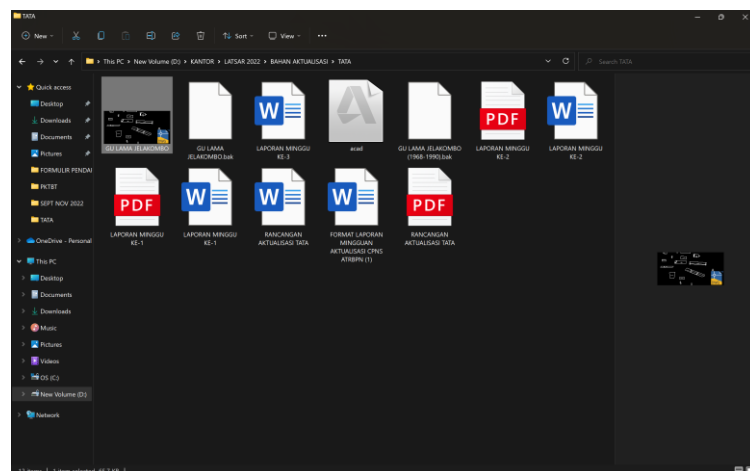 TATA
New
Sort
View
This PC > New Volume (D:) > KANTOR > LATSAR 2022 > BAHAN AKTUALISASI > TATA
Search TATA
Quick access
Desktop
Downloads
Documents
Pictures
FORMULIR PENDAI
PKTBT
SEPT NOV 2022
TATA
OneDrive - Personal
This PC
Desktop
Documents
Downloads
Music
Pictures
Videos
OS (C:)
New Volume (D:)
Network
GU LAMA JELAKOMBO
GU LAMA
JELAKOMBO.bak
W
LAPORAN MINGGU
KE-3
acad
GU LAMA JELAKOMBO
(1968-1990).bak
PDF
LAPORAN MINGGU
KE-2
W
LAPORAN MINGGU
KE-2
PDF
LAPORAN MINGGU
KE-1
W
LAPORAN MINGGU
KE-1
W
RANCANGAN
AKTUALISASI TATA
W
FORMAT LAPORAN
MINGGUAN
AKTUALISASI CPNS
ATRBPN (1)
PDF
RANCANGAN
AKTUALISASI TATA
1 item selected